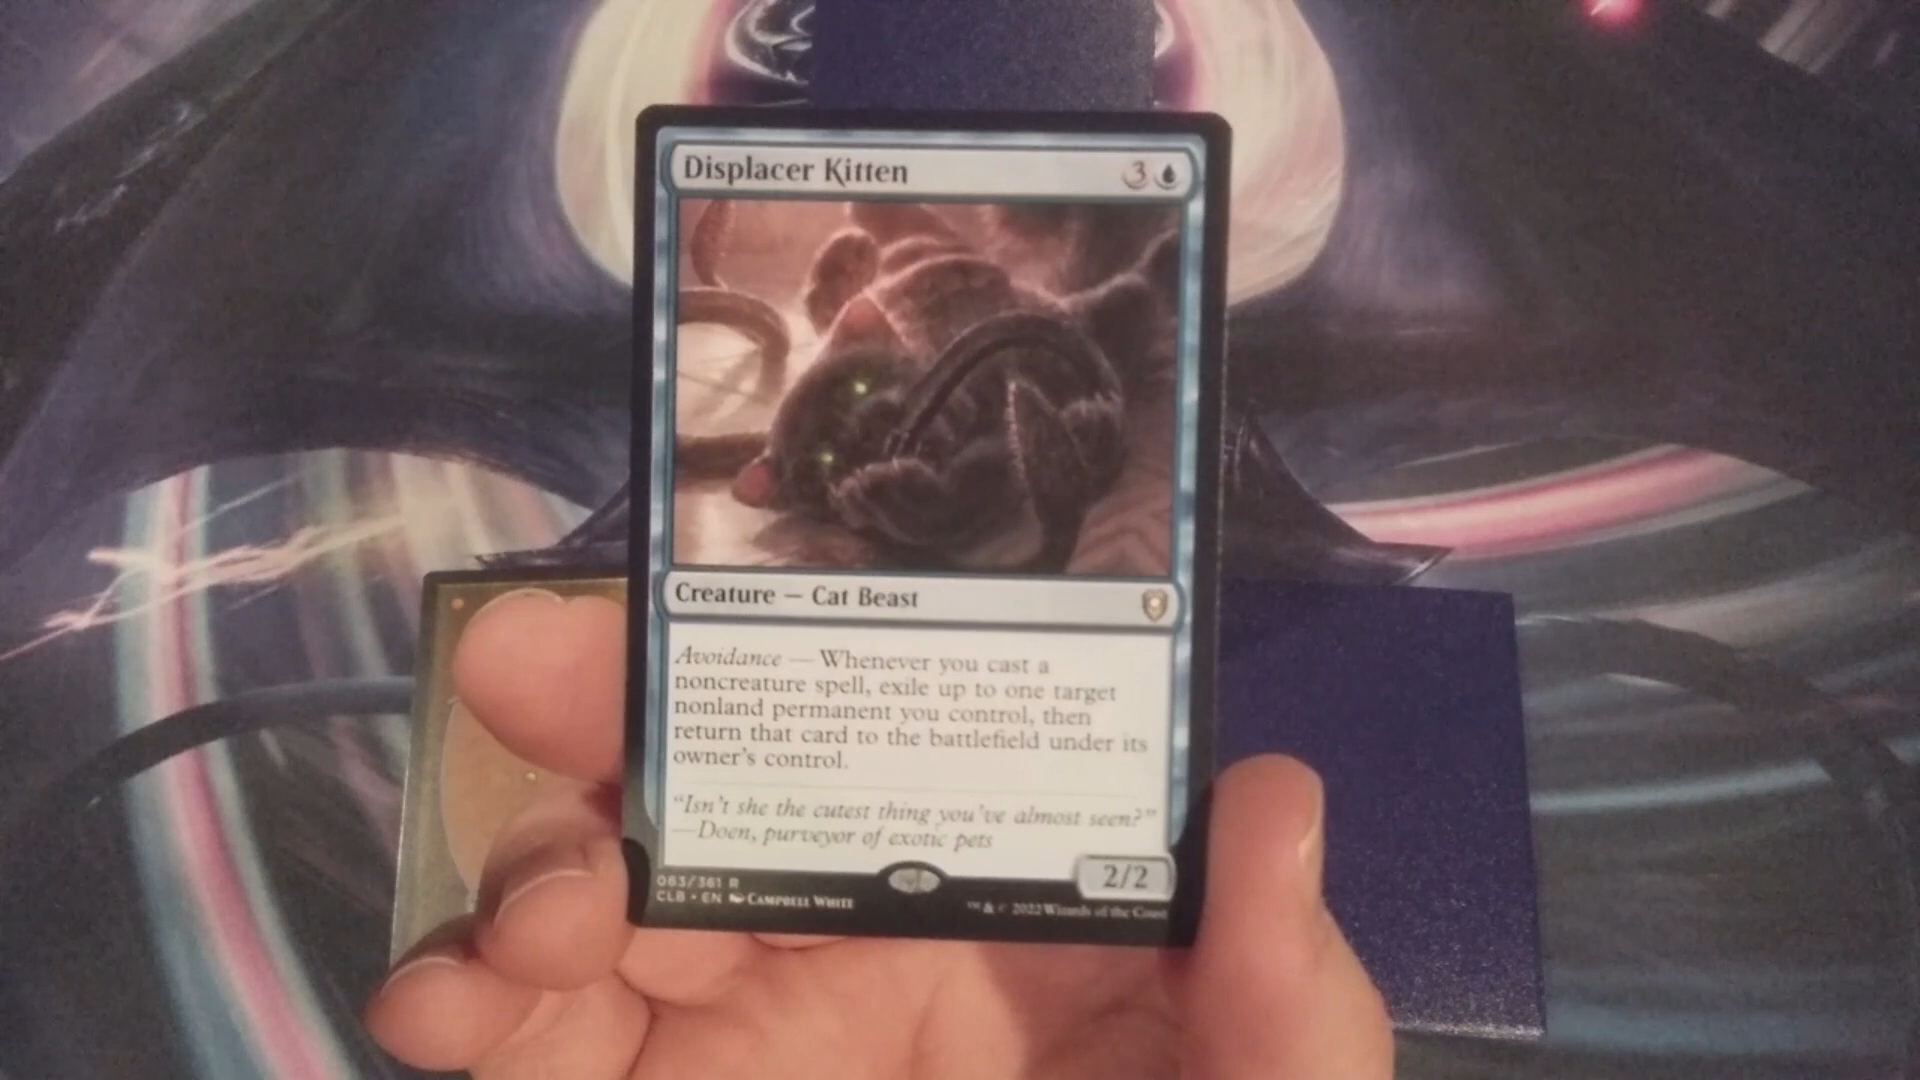 Displacer Kitten 3
Creature — Cat Beast
Avoidance — Whenever you cast a
noncreature spell, exile up to one target
nonland permanent you control, then
return that card to the battlefield under its
owner's control.
"Isn't she the cutest thing you've almost seen?"
—Doen, purveyor of exotic pets
2/2
063/361 R
CLB • EN CAMPBELL WHITE
™ & © 2022 Wizards of the Coast